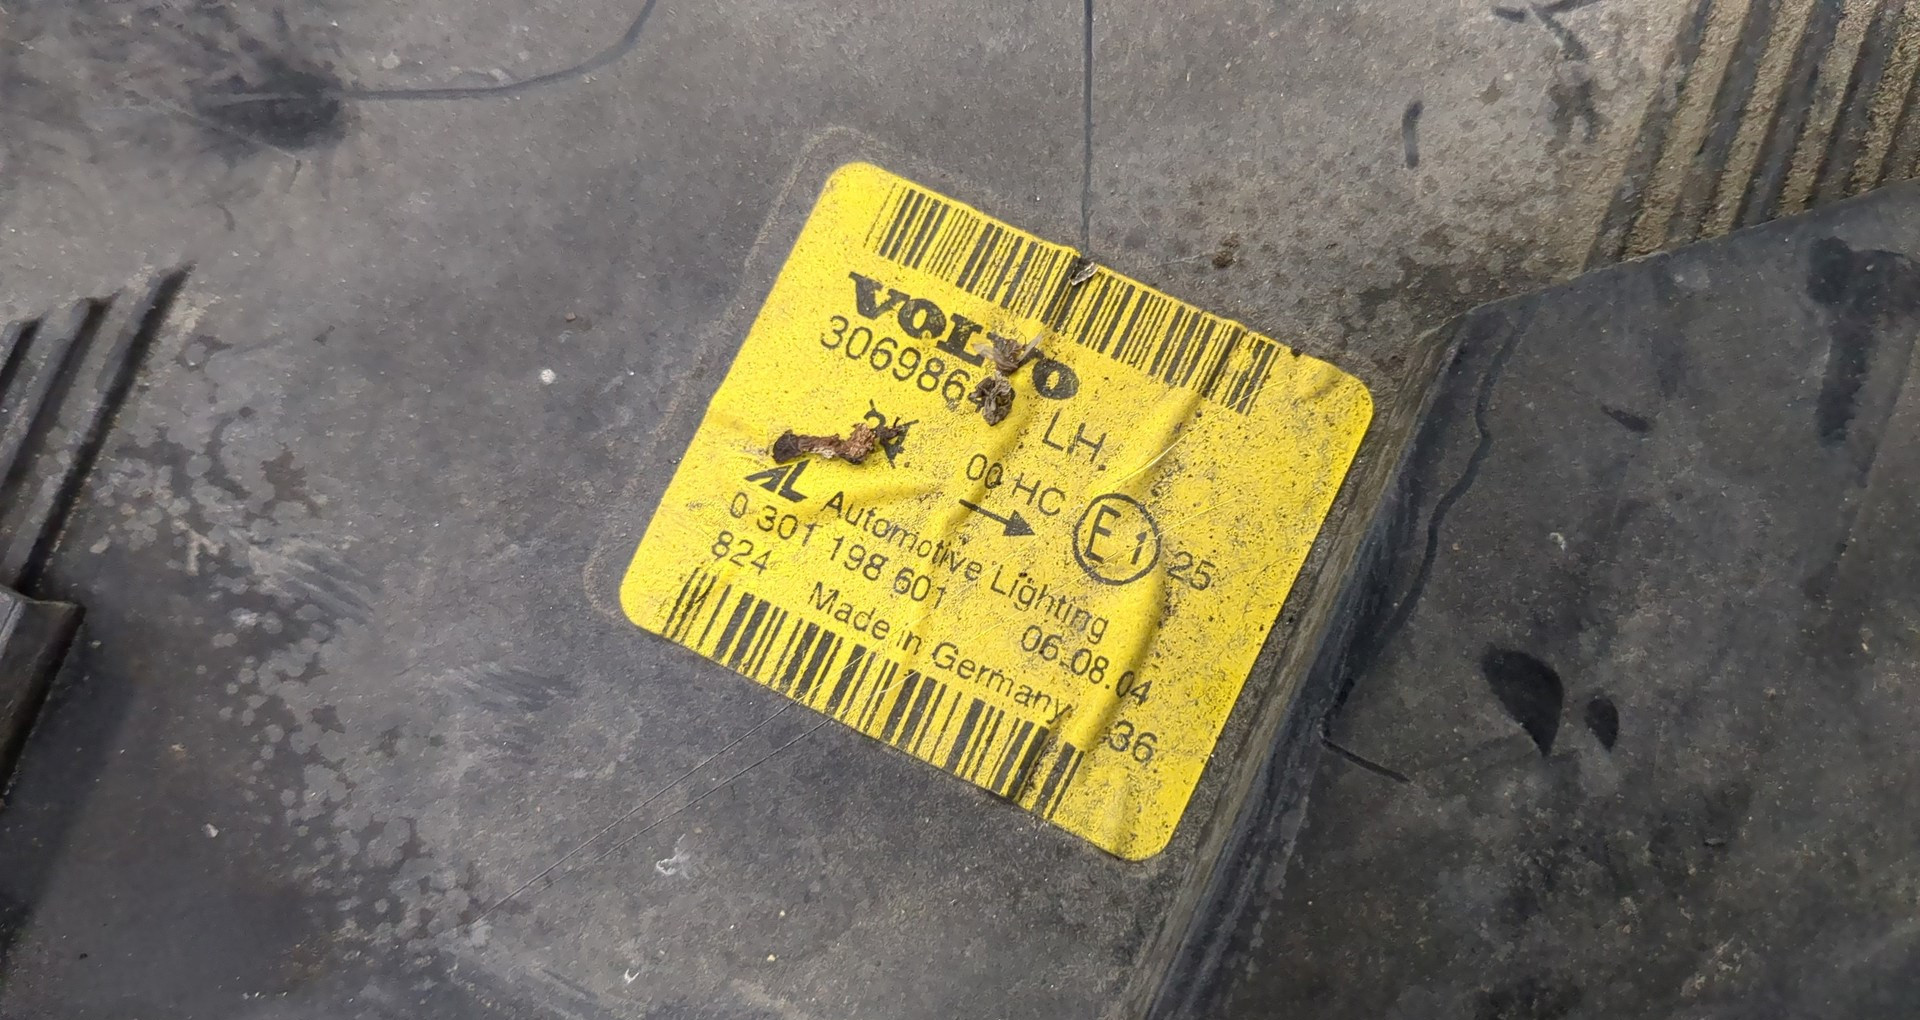 VOLVO
LH.
00 HC E1 25
AL Automotive Lighting
0 301 198 601 06.08.04
824 Made in Germany 36.